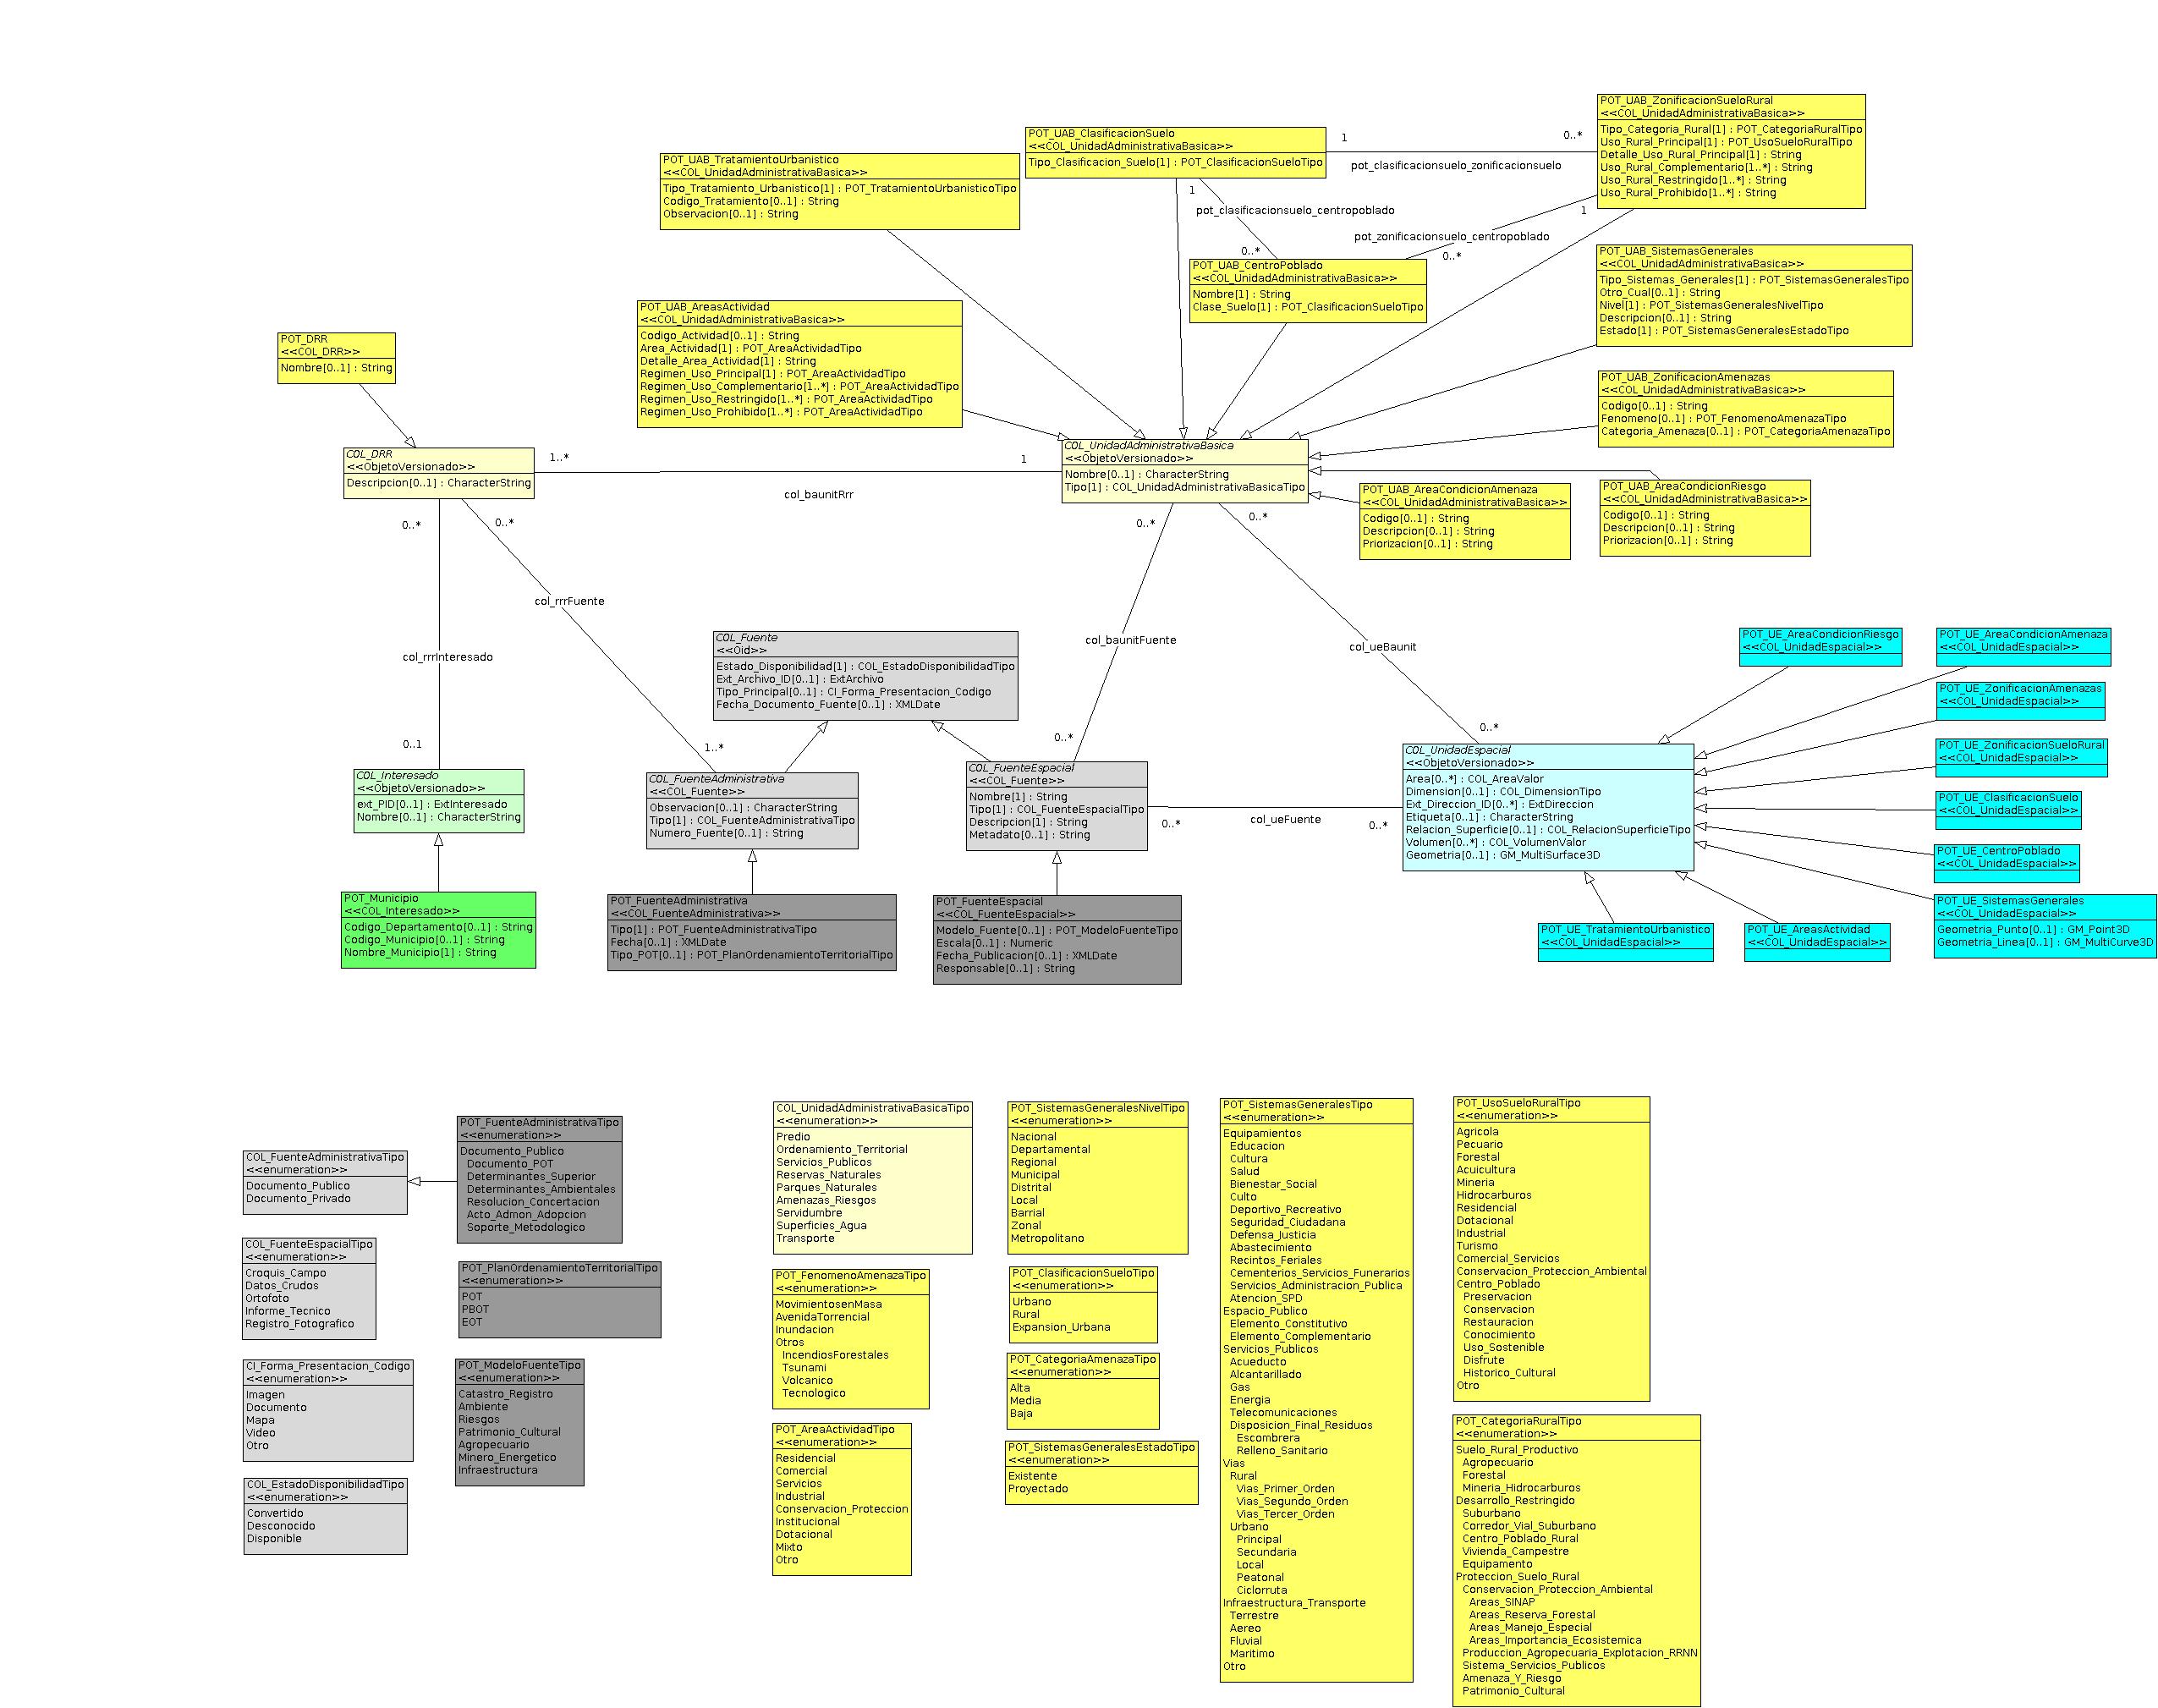 POT_UAB_ZonificacionSueloRural
<<COL_UnidadAdministrativaBasica>>
Tipo_Categoria_Rural[1] : POT_CategoriaRuralTipo
Uso_Rural_Principal[1] : POT_UsoSueloRuralTipo
Detalle_Uso_Rural_Principal[1] : String
Uso_Rural_Complementario[1..*] : String
Uso_Rural_Restringido[1..*] : String
Uso_Rural_Prohibido[1..*] : String
POT_UAB_ClasificacionSuelo
<<COL_UnidadAdministrativaBasica>>
Tipo_Clasificacion_Suelo[1] : POT_ClasificacionSueloTipo
1
0..*
pot_clasificacionsuelo_zonificacionsuelo
POT_UAB_TratamientoUrbanistico
<<COL_UnidadAdministrativaBasica>>
Tipo_Tratamiento_Urbanistico[1] : POT_TratamientoUrbanisticoTipo
Codigo_Tratamiento[0..1] : String
Observacion[0..1] : String
1
pot_clasificacionsuelo_centropoblado
0..*
1
pot_zonificacionsuelo_centropoblado
0..*
POT_UAB_CentroPoblado
<<COL_UnidadAdministrativaBasica>>
Nombre[1] : String
Clase_Suelo[1] : POT_ClasificacionSueloTipo
POT_UAB_SistemasGenerales
<<COL_UnidadAdministrativaBasica>>
Tipo_Sistemas_Generales[1] : POT_SistemasGeneralesTipo
Otro_Cual[0..1] : String
Nivel[1] : POT_SistemasGeneralesNivelTipo
Descripcion[0..1] : String
Estado[1] : POT_SistemasGeneralesEstadoTipo
POT_UAB_AreasActividad
<<COL_UnidadAdministrativaBasica>>
Codigo_Actividad[0..1] : String
Area_Actividad[1] : POT_AreaActividadTipo
Detalle_Area_Actividad[1] : String
Regimen_Uso_Principal[1] : POT_AreaActividadTipo
Regimen_Uso_Complementario[1..*] : POT_AreaActividadTipo
Regimen_Uso_Restringido[1..*] : POT_AreaActividadTipo
Regimen_Uso_Prohibido[1..*] : POT_AreaActividadTipo
POT_DRR
<<COL_DRR>>
Nombre[0..1] : String
POT_UAB_ZonificacionAmenazas
<<COL_UnidadAdministrativaBasica>>
Codigo[0..1] : String
Fenomeno[0..1] : POT_FenomenoAmenazaTipo
Categoria_Amenaza[0..1] : POT_CategoriaAmenazaTipo
COL_DRR
<<ObjetoVersionado>>
Descripcion[0..1] : CharacterString
1..*
1
col_baunitRrr
COL_UnidadAdministrativaBasica
<<ObjetoVersionado>>
Nombre[0..1] : CharacterString
Tipo[1] : COL_UnidadAdministrativaBasicaTipo
POT_UAB_AreaCondicionAmenaza
<<COL_UnidadAdministrativaBasica>>
Codigo[0..1] : String
Descripcion[0..1] : String
Priorizacion[0..1] : String
POT_UAB_AreaCondicionRiesgo
<<COL_UnidadAdministrativaBasica>>
Codigo[0..1] : String
Descripcion[0..1] : String
Priorizacion[0..1] : String
0..*
0..*
0..*
0..*
col_rrrFuente
col_rrrInteresado
0..1
1..*
col_baunitFuente
0..*
col_ueBaunit
0..*
COL_Fuente
<<Oid>>
Estado_Disponibilidad[1] : COL_EstadoDisponibilidadTipo
Ext_Archivo_ID[0..1] : ExtArchivo
Tipo_Principal[0..1] : CI_Forma_Presentacion_Codigo
Fecha_Documento_Fuente[0..1] : XMLDate
POT_UE_AreaCondicionRiesgo
<<COL_UnidadEspacial>>
POT_UE_AreaCondicionAmenaza
<<COL_UnidadEspacial>>
POT_UE_ZonificacionAmenazas
<<COL_UnidadEspacial>>
POT_UE_ZonificacionSueloRural
<<COL_UnidadEspacial>>
POT_UE_ClasificacionSuelo
<<COL_UnidadEspacial>>
POT_UE_CentroPoblado
<<COL_UnidadEspacial>>
POT_UE_SistemasGenerales
<<COL_UnidadEspacial>>
Geometria_Punto[0..1] : GM_Point3D
Geometria_Linea[0..1] : GM_MultiCurve3D
COL_Interesado
<<ObjetoVersionado>>
ext_PID[0..1] : ExtInteresado
Nombre[0..1] : CharacterString
COL_FuenteAdministrativa
<<COL_Fuente>>
Observacion[0..1] : CharacterString
Tipo[1] : COL_FuenteAdministrativaTipo
Numero_Fuente[0..1] : String
COL_FuenteEspacial
<<COL_Fuente>>
Nombre[1] : String
Tipo[1] : COL_FuenteEspacialTipo
Descripcion[1] : String
Metadato[0..1] : String
0..*
col_ueFuente
0..*
COL_UnidadEspacial
<<ObjetoVersionado>>
Area[0..*] : COL_AreaValor
Dimension[0..1] : COL_DimensionTipo
Ext_Direccion_ID[0..*] : ExtDireccion
Etiqueta[0..1] : CharacterString
Relacion_Superficie[0..1] : COL_RelacionSuperficieTipo
Volumen[0..*] : COL_VolumenValor
Geometria[0..1] : GM_MultiSurface3D
POT_Municipio
<<COL_Interesado>>
Codigo_Departamento[0..1] : String
Codigo_Municipio[0..1] : String
Nombre_Municipio[1] : String
POT_FuenteAdministrativa
<<COL_FuenteAdministrativa>>
Tipo[1] : POT_FuenteAdministrativaTipo
Fecha[0..1] : XMLDate
Tipo_POT[0..1] : POT_PlanOrdenamientoTerritorialTipo
POT_FuenteEspacial
<<COL_FuenteEspacial>>
Modelo_Fuente[0..1] : POT_ModeloFuenteTipo
Escala[0..1] : Numeric
Fecha_Publicacion[0..1] : XMLDate
Responsable[0..1] : String
POT_UE_TratamientoUrbanistico
<<COL_UnidadEspacial>>
POT_UE_AreasActividad
<<COL_UnidadEspacial>>
COL_FuenteAdministrativaTipo
<<enumeration>>
Documento_Publico
Documento_Privado
POT_FuenteAdministrativaTipo
<<enumeration>>
Documento_Publico
Documento_POT
Determinantes_Superior
Determinantes_Ambientales
Resolucion_Concertacion
Acto_Admon_Adopcion
Soporte_Metodologico
COL_FuenteEspacialTipo
<<enumeration>>
Croquis_Campo
Datos_Crudos
Ortofoto
Informe_Tecnico
Registro_Fotografico
POT_PlanOrdenamientoTerritorialTipo
<<enumeration>>
POT
PBOT
EOT
CI_Forma_Presentacion_Codigo
<<enumeration>>
Imagen
Documento
Mapa
Video
Otro
POT_ModeloFuenteTipo
<<enumeration>>
Catastro_Registro
Ambiente
Riesgos
Patrimonio_Cultural
Agropecuario
Minero_Energetico
Infraestructura
COL_EstadoDisponibilidadTipo
<<enumeration>>
Convertido
Desconocido
Disponible
COL_UnidadAdministrativaBasicaTipo
<<enumeration>>
Predio
Ordenamiento_Territorial
Servicios_Publicos
Reservas_Naturales
Parques_Naturales
Amenazas_Riesgos
Servidumbre
Superficies_Agua
Transporte
POT_FenomenoAmenazaTipo
<<enumeration>>
MovimientosenMasa
AvenidaTorrencial
Inundacion
Otros
IncendiosForestales
Tsunami
Volcanico
Tecnologico
POT_AreaActividadTipo
<<enumeration>>
Residencial
Comercial
Servicios
Industrial
Conservacion_Proteccion
Institucional
Dotacional
Mixto
Otro
POT_SistemasGeneralesNivelTipo
<<enumeration>>
Nacional
Departamental
Regional
Municipal
Distrital
Local
Barrial
Zonal
Metropolitano
POT_ClasificacionSueloTipo
<<enumeration>>
Urbano
Rural
Expansion_Urbana
POT_CategoriaAmenazaTipo
<<enumeration>>
Alta
Media
Baja
POT_SistemasGeneralesEstadoTipo
<<enumeration>>
Existente
Proyectado
POT_SistemasGeneralesTipo
<<enumeration>>
Equipamientos
Educacion
Cultura
Salud
Bienestar_Social
Culto
Deportivo_Recreativo
Seguridad_Ciudadana
Defensa_Justicia
Abastecimiento
Recintos_Feriales
Cementerios_Servicios_Funerarios
Servicios_Administracion_Publica
Atencion_SPD
Espacio_Publico
Elemento_Constitutivo
Elemento_Complementario
Servicios_Publicos
Acueducto
Alcantarillado
Gas
Energia
Telecomunicaciones
Disposicion_Final_Residuos
Escombrera
Relleno_Sanitario
Vias
Rural
Vias_Primer_Orden
Vias_Segundo_Orden
Vias_Tercer_Orden
Urbano
Principal
Secundaria
Local
Peatonal
Ciclorruta
Infraestructura_Transporte
Terrestre
Aereo
Fluvial
Maritimo
Otro
POT_UsoSueloRuralTipo
<<enumeration>>
Agricola
Pecuario
Forestal
Acuicultura
Mineria
Hidrocarburos
Residencial
Dotacional
Industrial
Turismo
Comercial_Servicios
Conservacion_Proteccion_Ambiental
Centro_Poblado
Preservacion
Conservacion
Restauracion
Conocimiento
Uso_Sostenible
Disfrute
Historico_Cultural
Otro
POT_CategoriaRuralTipo
<<enumeration>>
Suelo_Rural_Productivo
Agropecuario
Forestal
Mineria_Hidrocarburos
Desarrollo_Restringido
Suburbano
Corredor_Vial_Suburbano
Centro_Poblado_Rural
Vivienda_Campestre
Equipamento
Proteccion_Suelo_Rural
Conservacion_Proteccion_Ambiental
Areas_SINAP
Areas_Reserva_Forestal
Areas_Manejo_Especial
Areas_Importancia_Ecosistemica
Produccion_Agropecuaria_Explotacion_RRNN
Sistema_Servicios_Publicos
Amenaza_Y_Riesgo
Patrimonio_Cultural